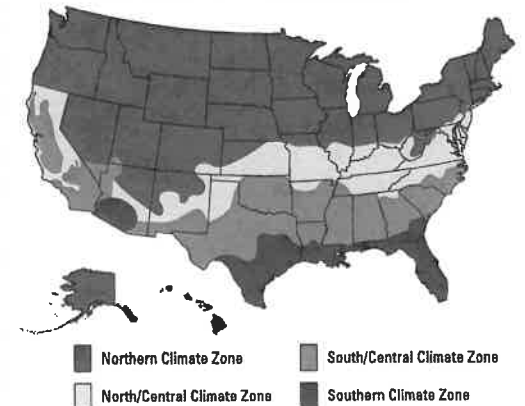 Northern Climate Zone
South/Central Climate Zone
North/Central Climate Zone
Southern Climate Zone